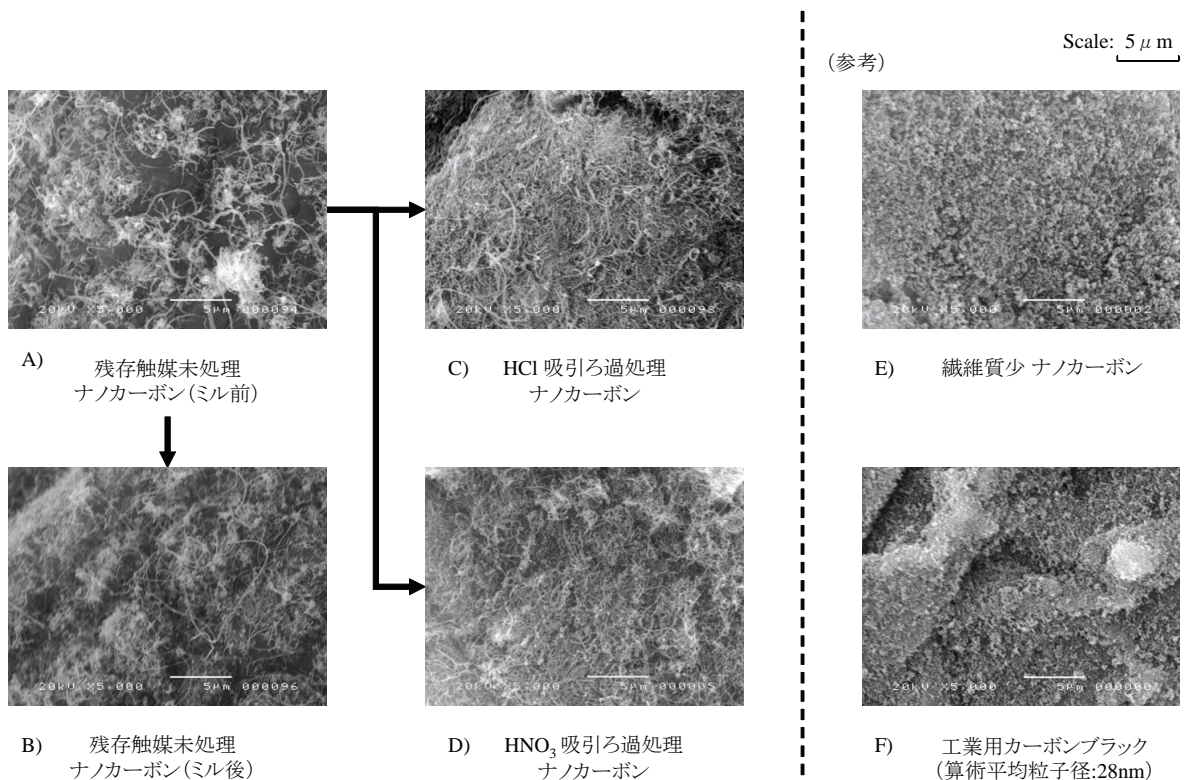 Scale: 5 μm
(参考)
20kV X5,000 5μm 000094
20kV X5,000 5μm 000093
20kV X5,000 5μm 000002
A) 残存触媒未処理
ナノカーボン(ミル前)
C) HCl 吸引ろ過処理
ナノカーボン
E) 繊維質少 ナノカーボン
20kV X5,000 5μm 000096
20kV X5,000 5μm 000005
20kV X5,000 5μm
B) 残存触媒未処理
ナノカーボン(ミル後)
D) HNO3 吸引ろ過処理
ナノカーボン
F) 工業用カーボンブラック
(算術平均粒子径:28nm)